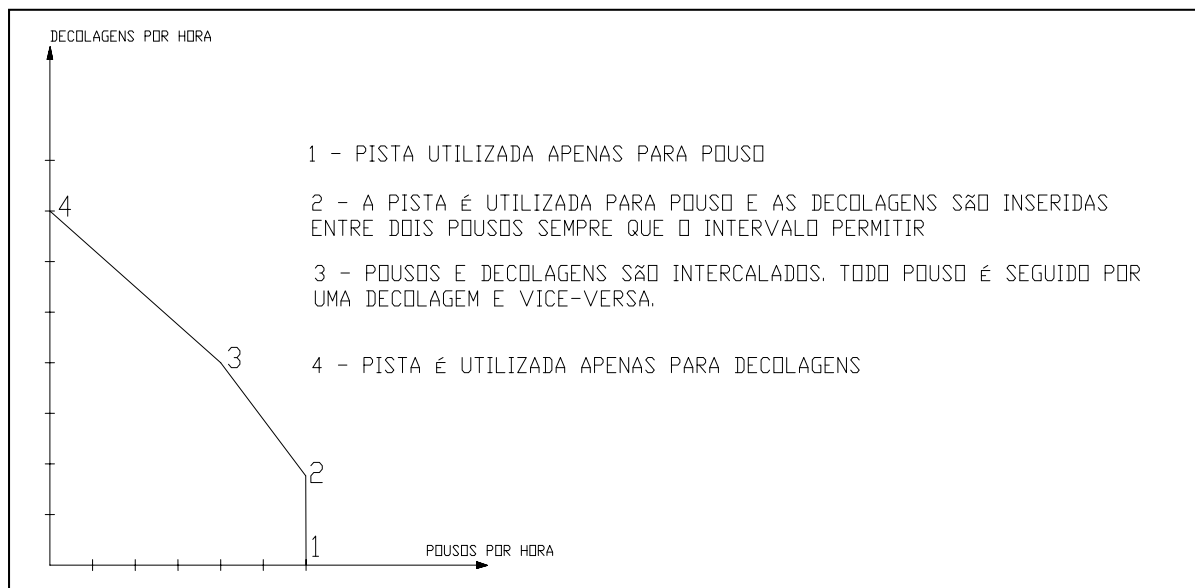 DECOLAGENS POR HORA
1 - PISTA UTILIZADA APENAS PARA POUSO
4
2 - A PISTA É UTILIZADA PARA POUSO E AS DECOLAGENS SÃO INSERIDAS
ENTRE DOIS POUSOS SEMPRE QUE O INTERVALO PERMITIR
3 - POUSOS E DECOLAGENS SÃO INTERCALADOS. TODO POUSO É SEGUIDO POR
UMA DECOLAGEM E VICE-VERSA.
3
4 - PISTA É UTILIZADA APENAS PARA DECOLAGENS
2
1
POUSOS POR HORA